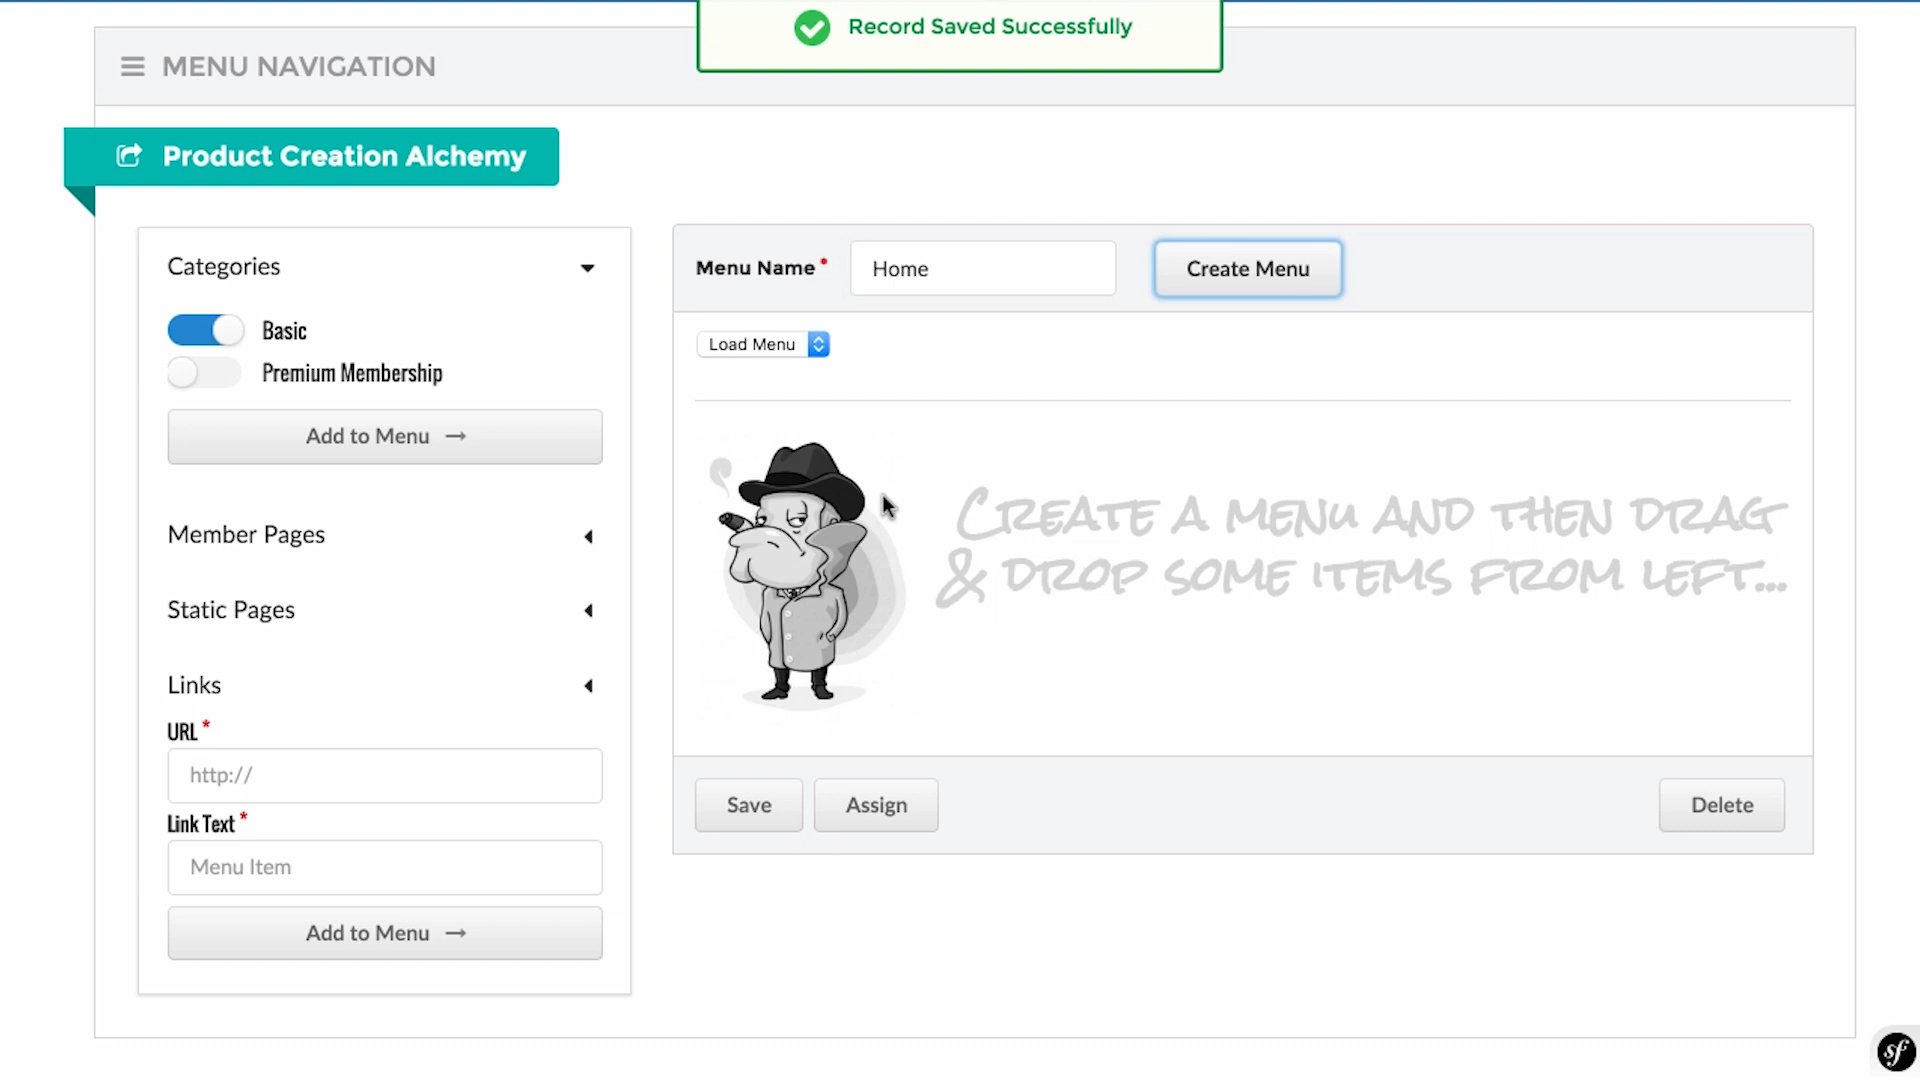 Record Saved Successfully
MENU NAVIGATION
Product Creation Alchemy
Categories
Basic
Premium Membership
Add to Menu →
Member Pages
Static Pages
Links
URL *
http://
Link Text *
Menu Item
Add to Menu →
Menu Name *
Home
Create Menu
Load Menu
CREATE A MENU AND THEN DRAG
& DROP SOME ITEMS FROM LEFT...
Save
Assign
Delete
sf